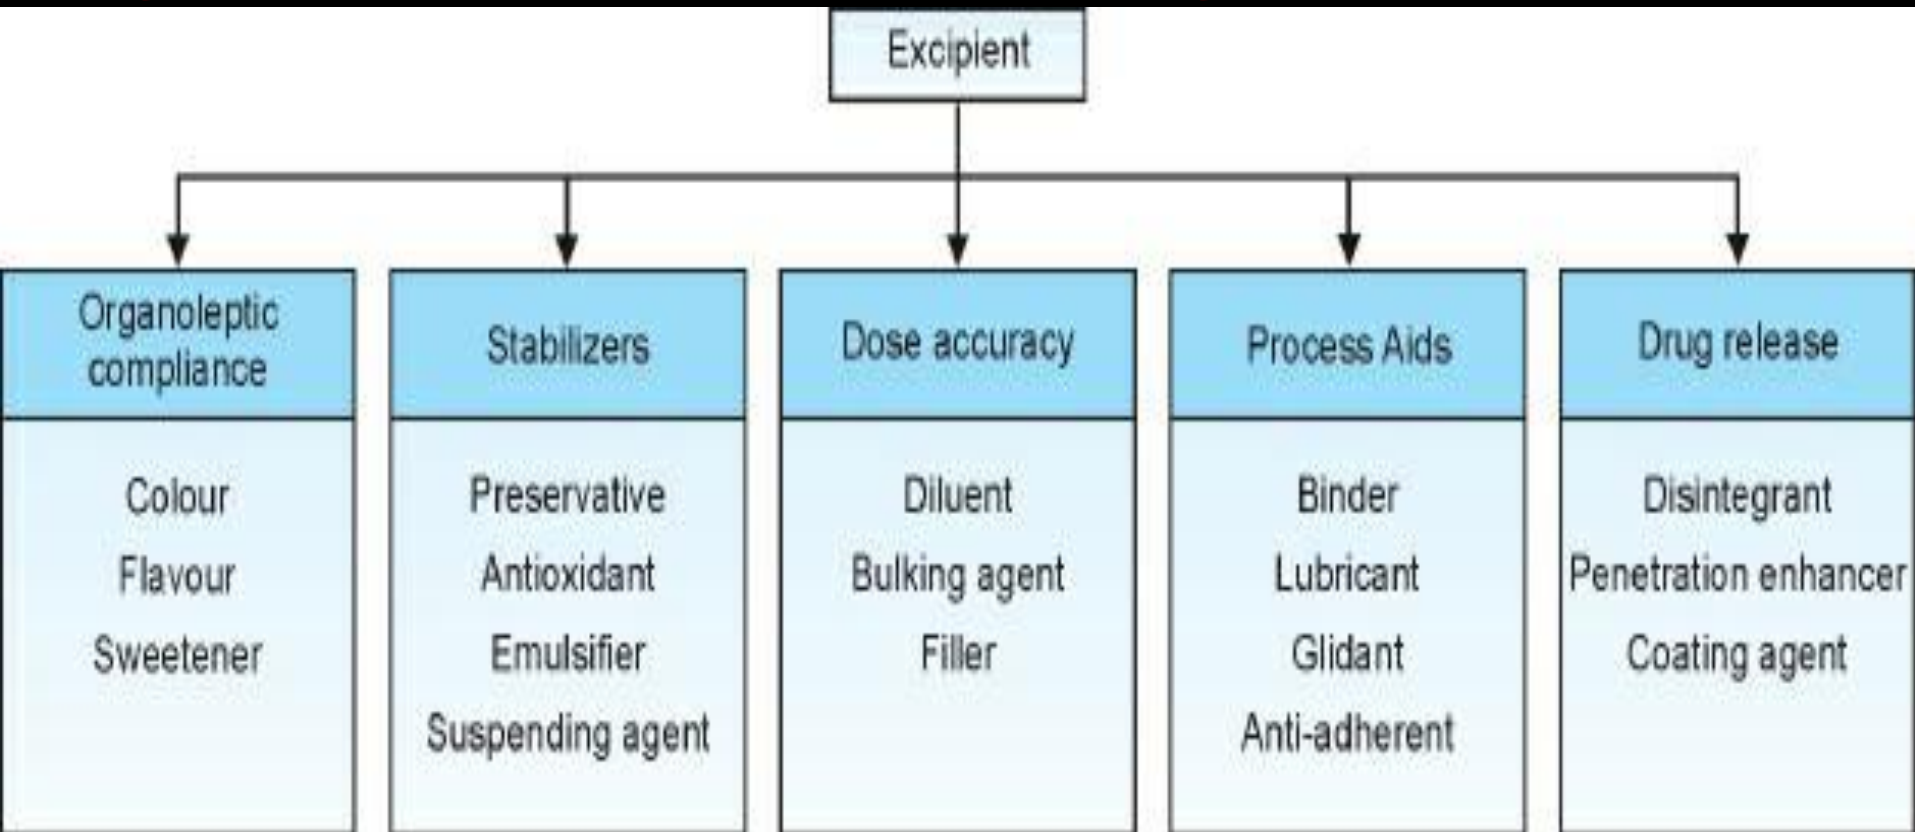 Excipient
Organoleptic
compliance
Colour
Flavour
Sweetener
Stabilizers
Preservative
Antioxidant
Emulsifier
Suspending agent
Dose accuracy
Diluent
Bulking agent
Filler
Process Aids
Binder
Lubricant
Glidant
Anti-adherent
Drug release
Disintegrant
Penetration enhancer
Coating agent